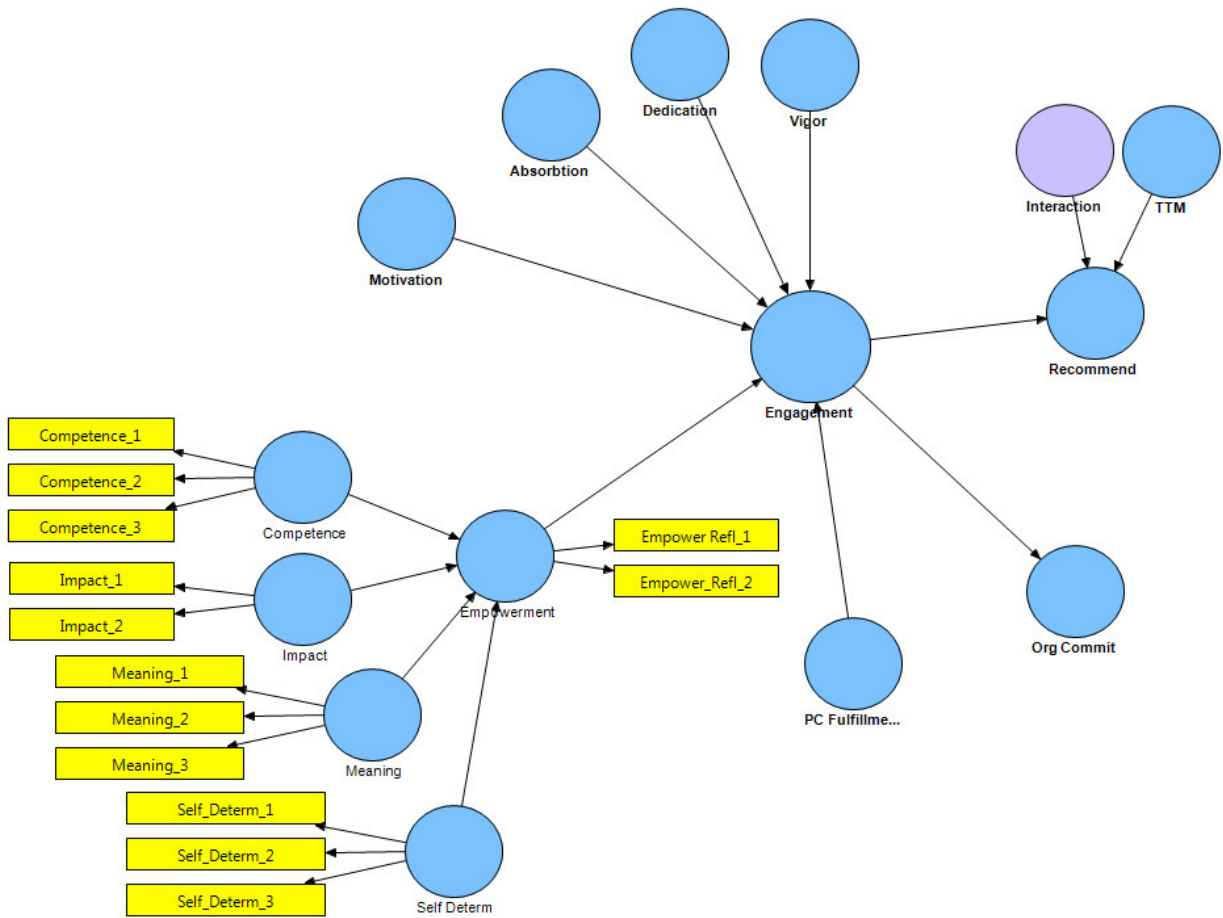 Dedication
Vigor
Absorbtion
Interaction
TTM
Motivation
Recommend
Engagement
Competence_1
Competence_2
Competence_3
Competence
Empower Refl_1
Empower_Refl_2
Impact_1
Impact_2
Empowerment
Impact
Org Commit
Meaning_1
Meaning_2
Meaning_3
PC Fulfillme...
Meaning
Self_Determ_1
Self_Determ_2
Self_Determ_3
Self Determ